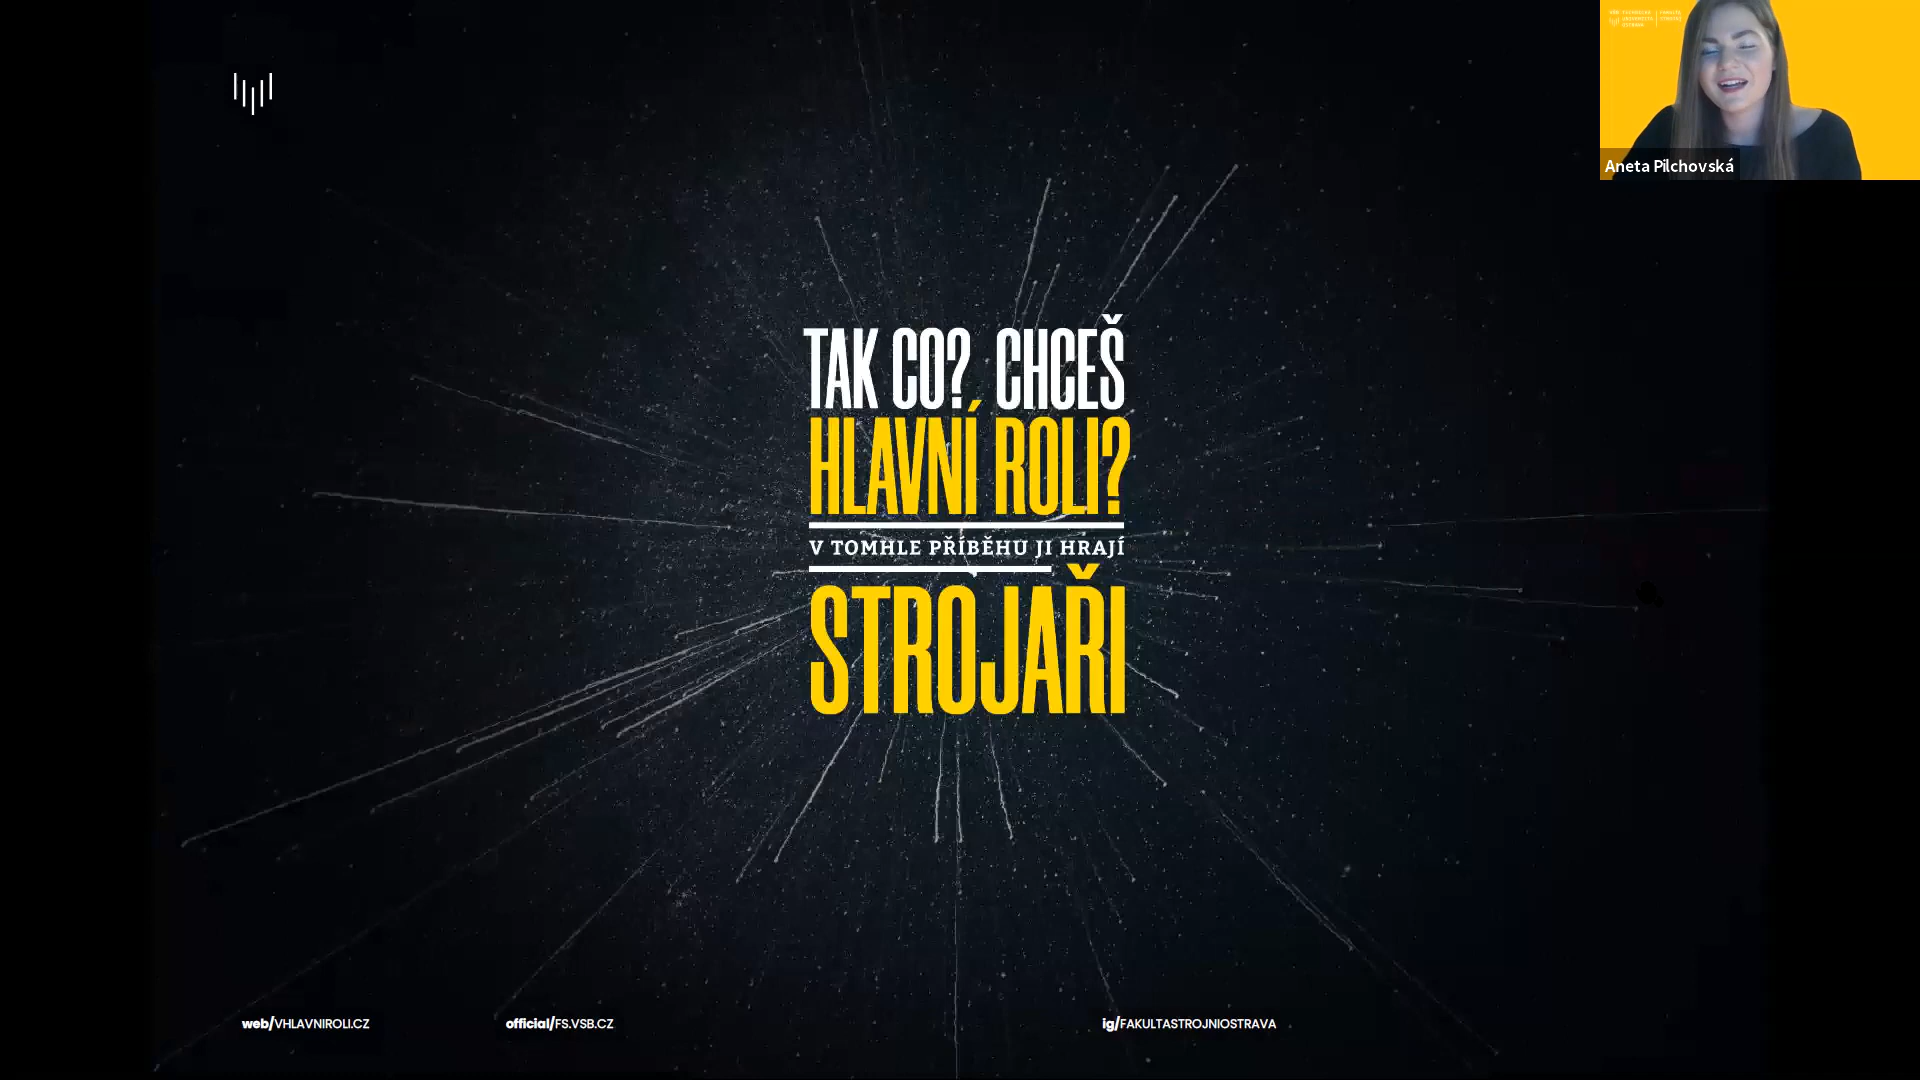 TAK CO? CHCEŠ
HLAVNÍ ROLI?
V TOMHLE PŘÍBĚHU JI HRAJÍ
STROJAŘI
Aneta Pilchovská
web/VHLAVNIROLI.CZ
official/FS.VSB.CZ
ig/FAKULTASTROJNIOSTRAVA